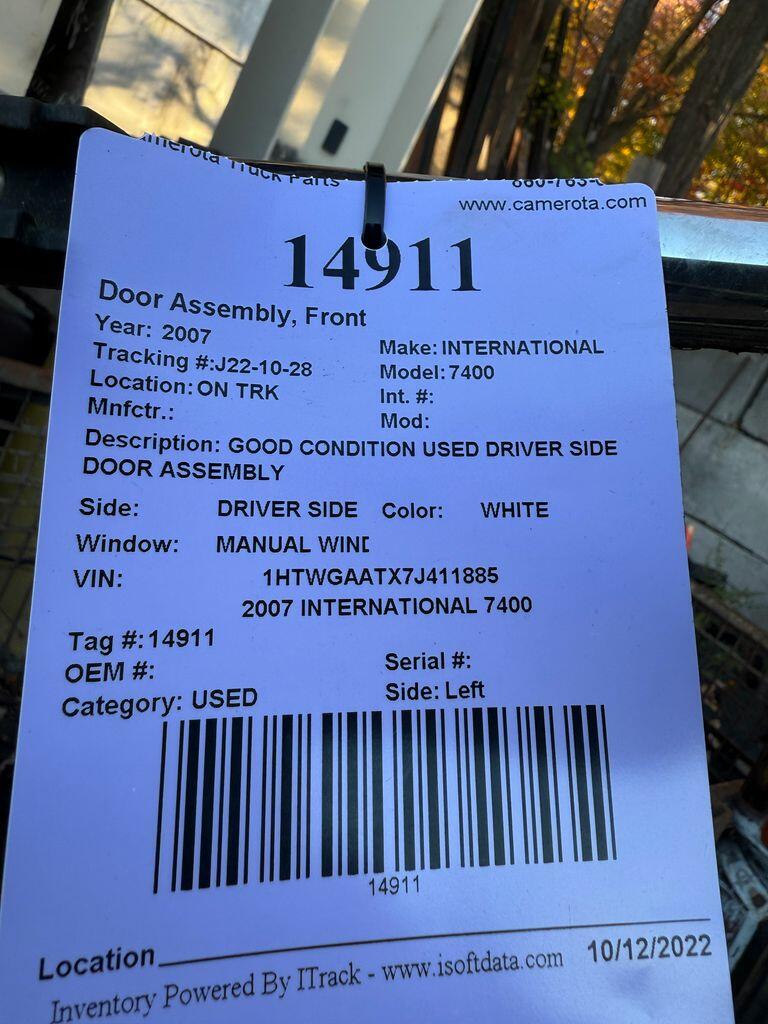 Truck Parts
www.camerota.com
14911
Door Assembly, Front
Year: 2007
Make: INTERNATIONAL
Tracking #:J22-10-28
Model: 7400
Location: ON TRK
Int. #:
Mnfctr.:
Mod:
Description: GOOD CONDITION USED DRIVER SIDE
DOOR ASSEMBLY
Side: DRIVER SIDE Color: WHITE
Window: MANUAL WIND
VIN: 1HTWGAATX7J411885
2007 INTERNATIONAL 7400
Tag #:14911
OEM #:
Serial #:
Category: USED
Side: Left
14911
Location
10/12/2022
Inventory Powered By ITrack - www.isoftdata.com